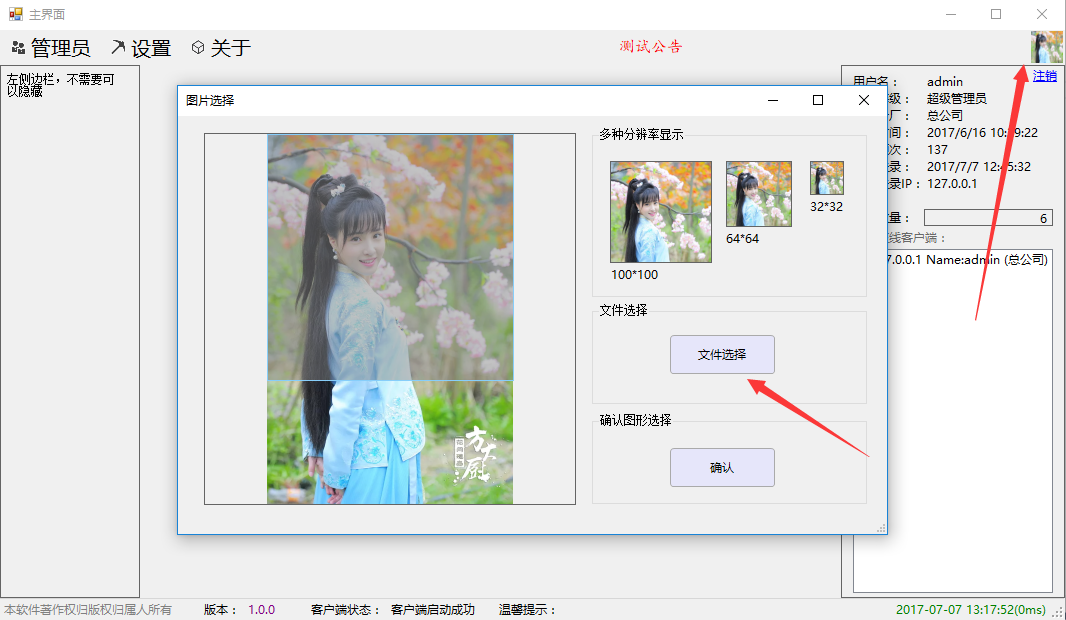 主界面
管理员 设置 关于
测试公告
注销
左侧边栏，不需要可
以隐藏
图片选择
多种分辨率显示
100*100
64*64
32*32
文件选择
文件选择
确认图形选择
确认
方大厨
用户名： admin
级： 超级管理员
厂： 总公司
间： 2017/6/16 10:
9:22
次： 137
录： 2017/7/7 12:45:32
录IP： 127.0.0.1
量： 6
线客户端：
7.0.0.1 Name:admin (总公司)
本软件著作权归版权归属人所有 版本： 1.0.0 客户端状态： 客户端启动成功 温馨提示： 2017-07-07 13:17:52(0ms)